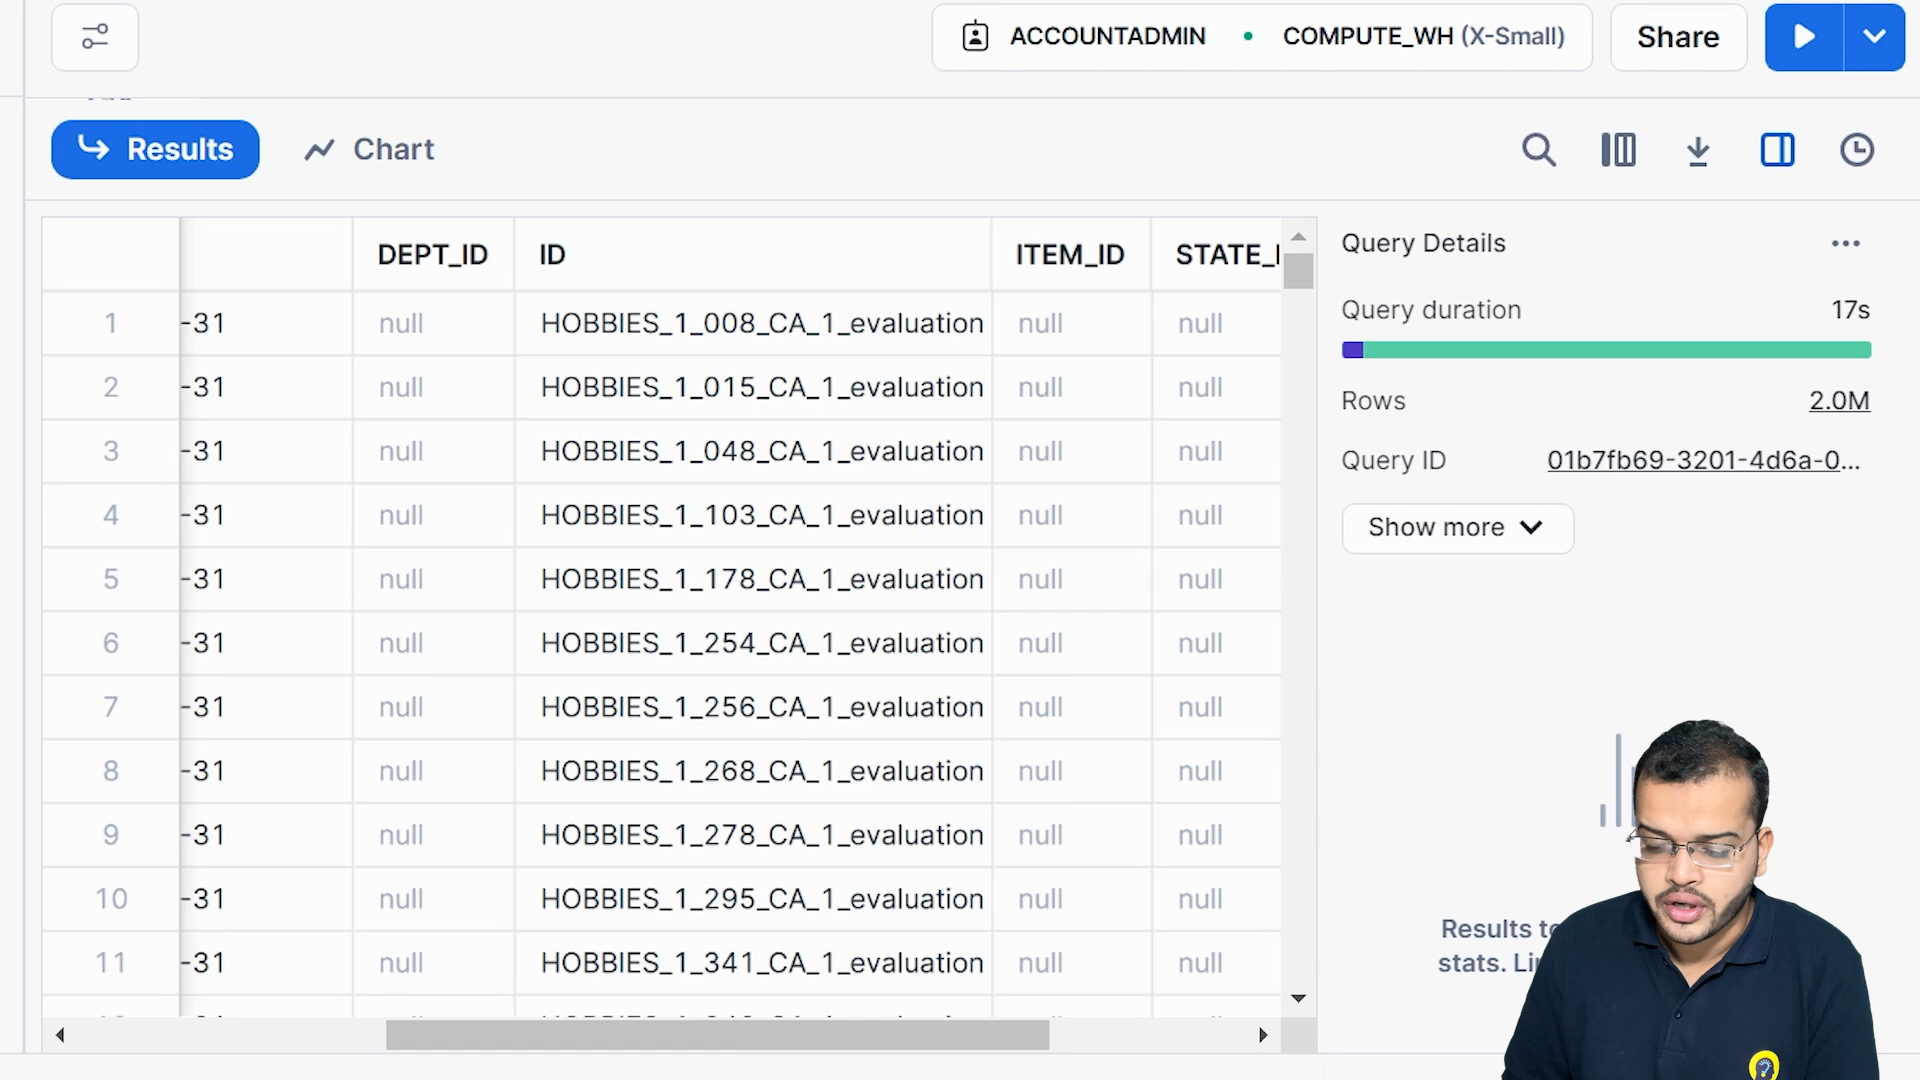 ACCOUNTADMIN • COMPUTE_WH (X-Small) Share
Results Chart
DEPT_ID ID ITEM_ID STATE_I
1 -31 null HOBBIES_1_008_CA_1_evaluation null null
2 -31 null HOBBIES_1_015_CA_1_evaluation null null
3 -31 null HOBBIES_1_048_CA_1_evaluation null null
4 -31 null HOBBIES_1_103_CA_1_evaluation null null
5 -31 null HOBBIES_1_178_CA_1_evaluation null null
6 -31 null HOBBIES_1_254_CA_1_evaluation null null
7 -31 null HOBBIES_1_256_CA_1_evaluation null null
8 -31 null HOBBIES_1_268_CA_1_evaluation null null
9 -31 null HOBBIES_1_278_CA_1_evaluation null null
10 -31 null HOBBIES_1_295_CA_1_evaluation null null
11 -31 null HOBBIES_1_341_CA_1_evaluation null null
Query Details ...
Query duration 17s
Rows 2.0M
Query ID 01b7fb69-3201-4d6a-0...
Show more
Results
stats.